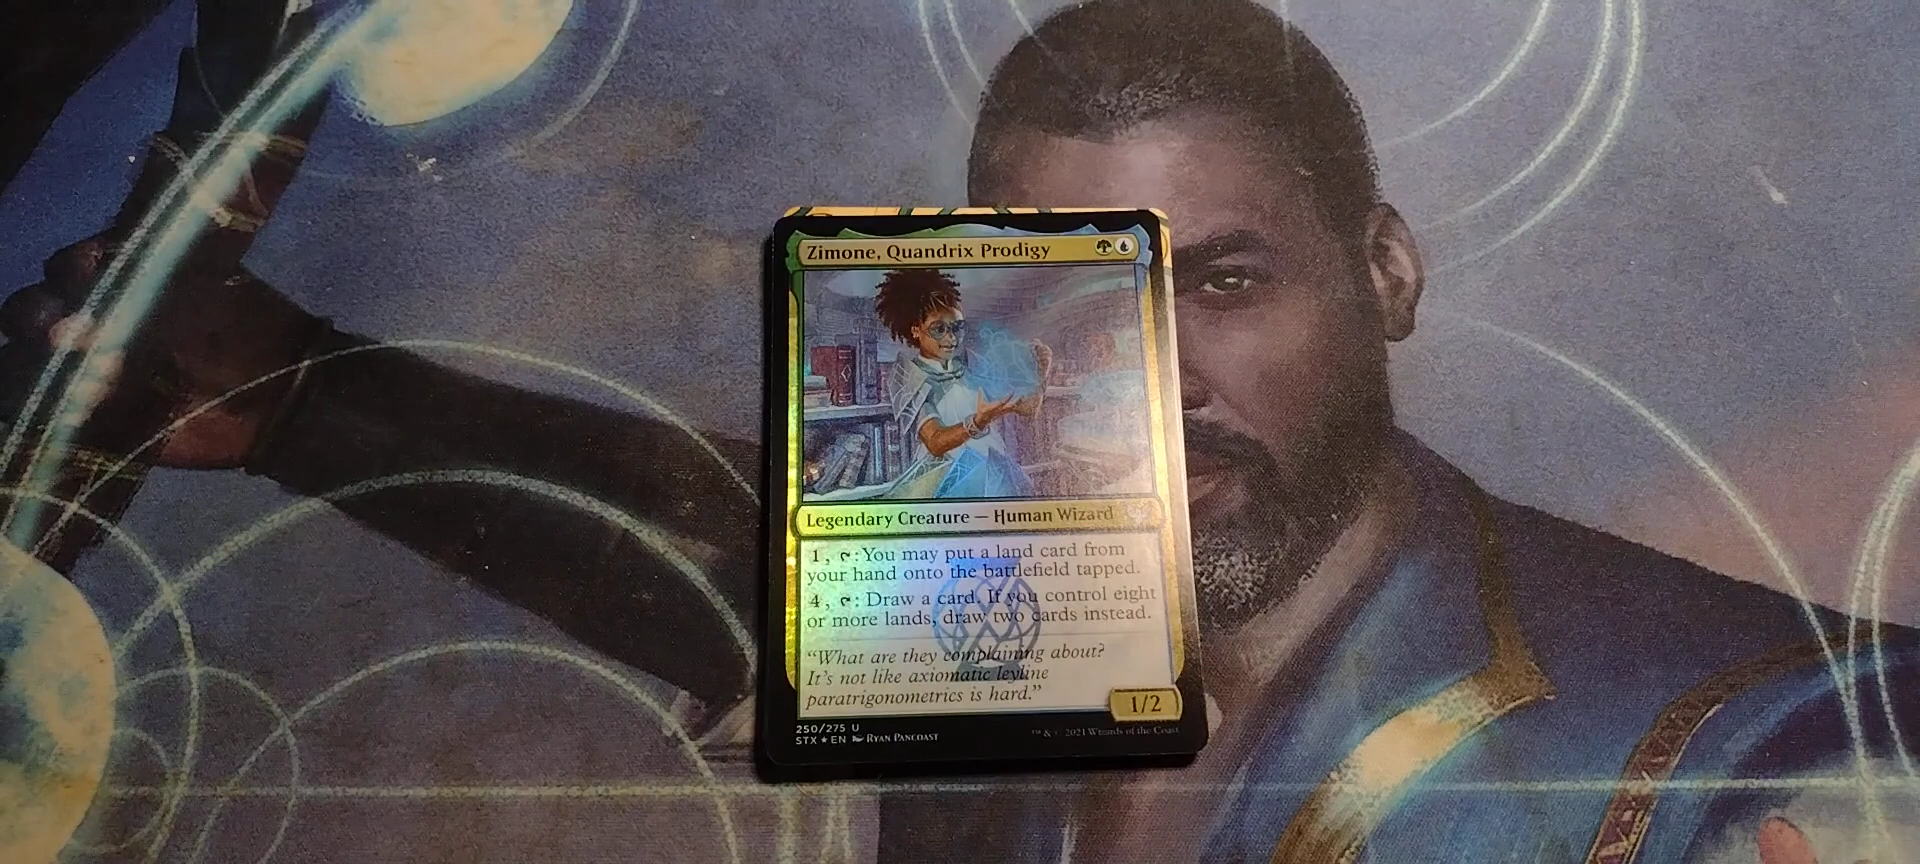 Zimone, Quandrix Prodigy
Legendary Creature — Human Wizard
1, : You may put a land card from
your hand onto the battlefield tapped.
4, : Draw a card. If you control eight
or more lands, draw two cards instead.
“What are they complaining about?
It's not like axiomatic leyline
paratrigonometrics is hard.”
1/2
250/275 U
STX ★ EN Ryan Pancoast
™ & © 2021 Wizards of the Coast